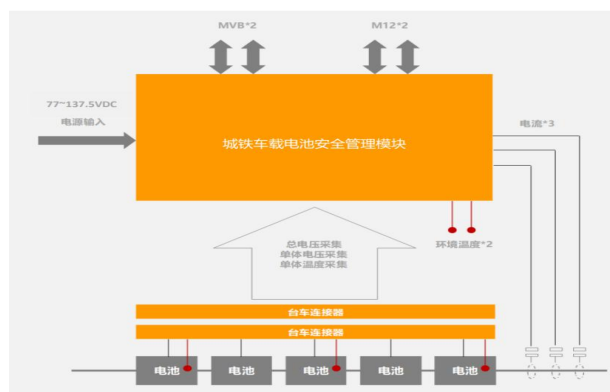 MVB*2
M12*2
77~137.5VDC
电源输入
城铁车载电池安全管理模块
电流*3
总电压采集
单体电压采集
单体温度采集
环境温度*2
台车连接器
台车连接器
电池
电池
电池
电池
电池